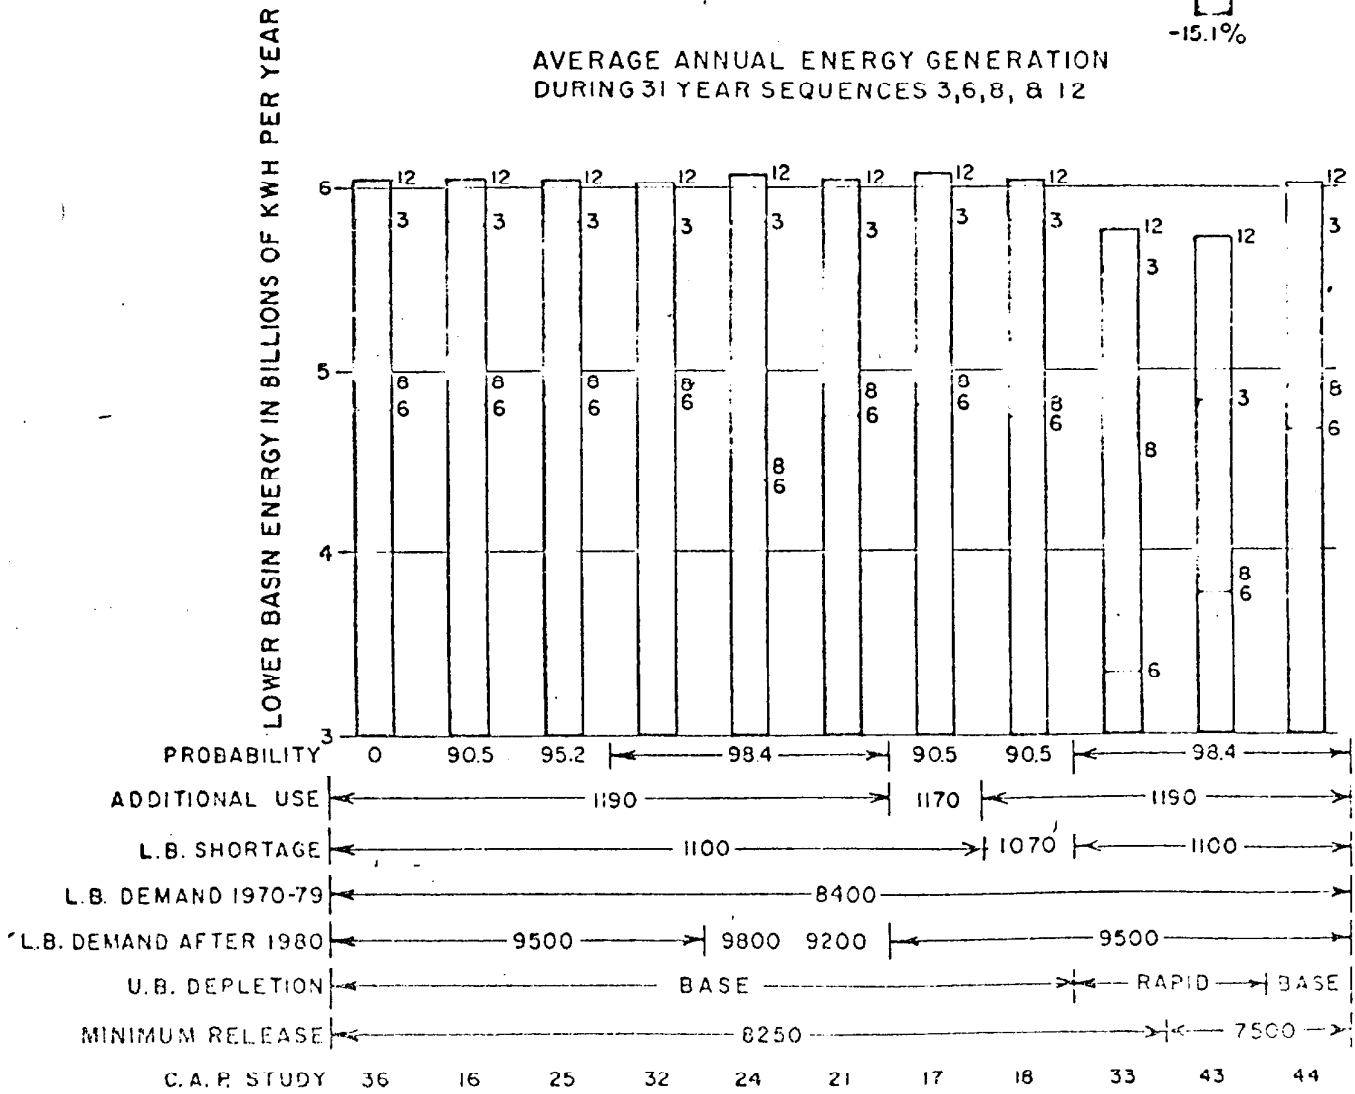 -15.1%
AVERAGE ANNUAL ENERGY GENERATION
DURING 31 YEAR SEQUENCES 3,6,8, & 12
LOWER BASIN ENERGY IN BILLIONS OF KWH PER YEAR
6 12 12 12 12 12 12 12 12 12
3 3 3 3 3 3 3 3 3
12 12
3
5
8 8 8 8 8 8 8 8 3
6 6 6 6 6 6 6 6
8
8
6
4
8
6
6
3
PROBABILITY 0 90.5 95.2 98.4 90.5 90.5 98.4
ADDITIONAL USE 1190 1170 1190
L.B. SHORTAGE 1100 1070 1100
L.B. DEMAND 1970-79 8400
L.B. DEMAND AFTER 1980 9500 9800 9200 9500
U.B. DEPLETION BASE RAPID BASE
MINIMUM RELEASE 8250 7500
C.A.P. STUDY 36 16 25 32 24 21 17 18 33 43 44